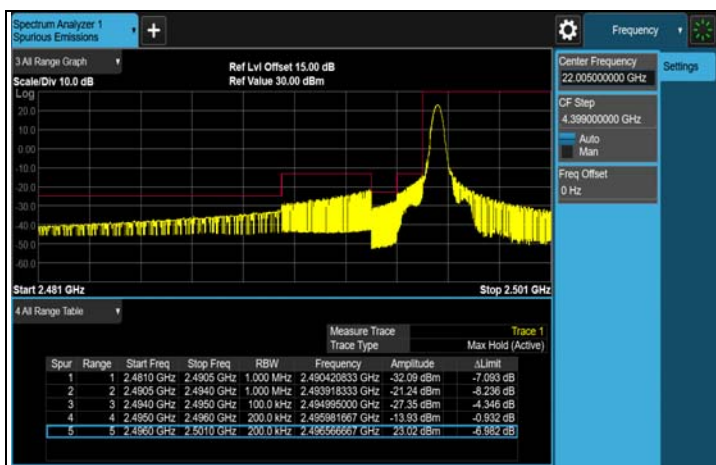 Spectrum Analyzer 1
Spurious Emissions
Frequency
3 All Range Graph
Scale/Div 10.0 dB
Ref Lvl Offset 15.00 dB
Ref Value 30.00 dBm
Log
20.0
10.0
0.00
-10.0
-20.0
-30.0
-40.0
-50.0
-60.0
Start 2.481 GHz
Stop 2.501 GHz
Center Frequency
22.005000000 GHz
Settings
CF Step
4.399000000 GHz
Auto
Man
Freq Offset
0 Hz
4 All Range Table
Measure Trace Trace 1
Trace Type Max Hold (Active)
Spur Range Start Freq Stop Freq RBW Frequency Amplitude ΔLimit
1 1 2.4810 GHz 2.4905 GHz 1.000 MHz 2.490420833 GHz -32.09 dBm -7.093 dB
2 2 2.4905 GHz 2.4940 GHz 1.000 MHz 2.493918333 GHz -21.24 dBm -8.236 dB
3 3 2.4940 GHz 2.4950 GHz 100.0 kHz 2.494995000 GHz -27.35 dBm -4.346 dB
4 4 2.4950 GHz 2.4960 GHz 200.0 kHz 2.495981667 GHz -13.93 dBm -0.932 dB
5 5 2.4960 GHz 2.5010 GHz 200.0 kHz 2.496566667 GHz 23.02 dBm -6.982 dB